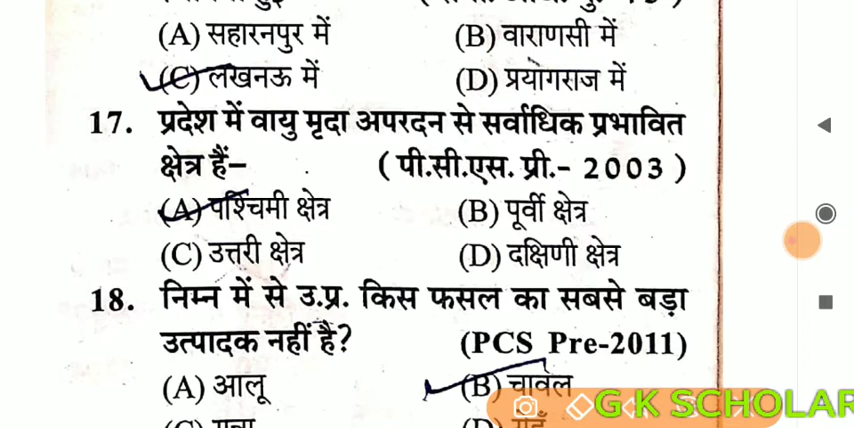 (A) सहारनपुर में (B) वाराणसी में
(C) लखनऊ में (D) प्रयागराज में
17. प्रदेश में वायु मृदा अपरदन से सर्वाधिक प्रभावित
क्षेत्र हैं– (पी.सी.एस. प्री.- 2003)
(A) पश्चिमी क्षेत्र (B) पूर्वी क्षेत्र
(C) उत्तरी क्षेत्र (D) दक्षिणी क्षेत्र
18. निम्न में से उ.प्र. किस फसल का सबसे बड़ा
उत्पादक नहीं है? (PCS Pre-2011)
(A) आलू (B) चावल
G K SCHOLAR